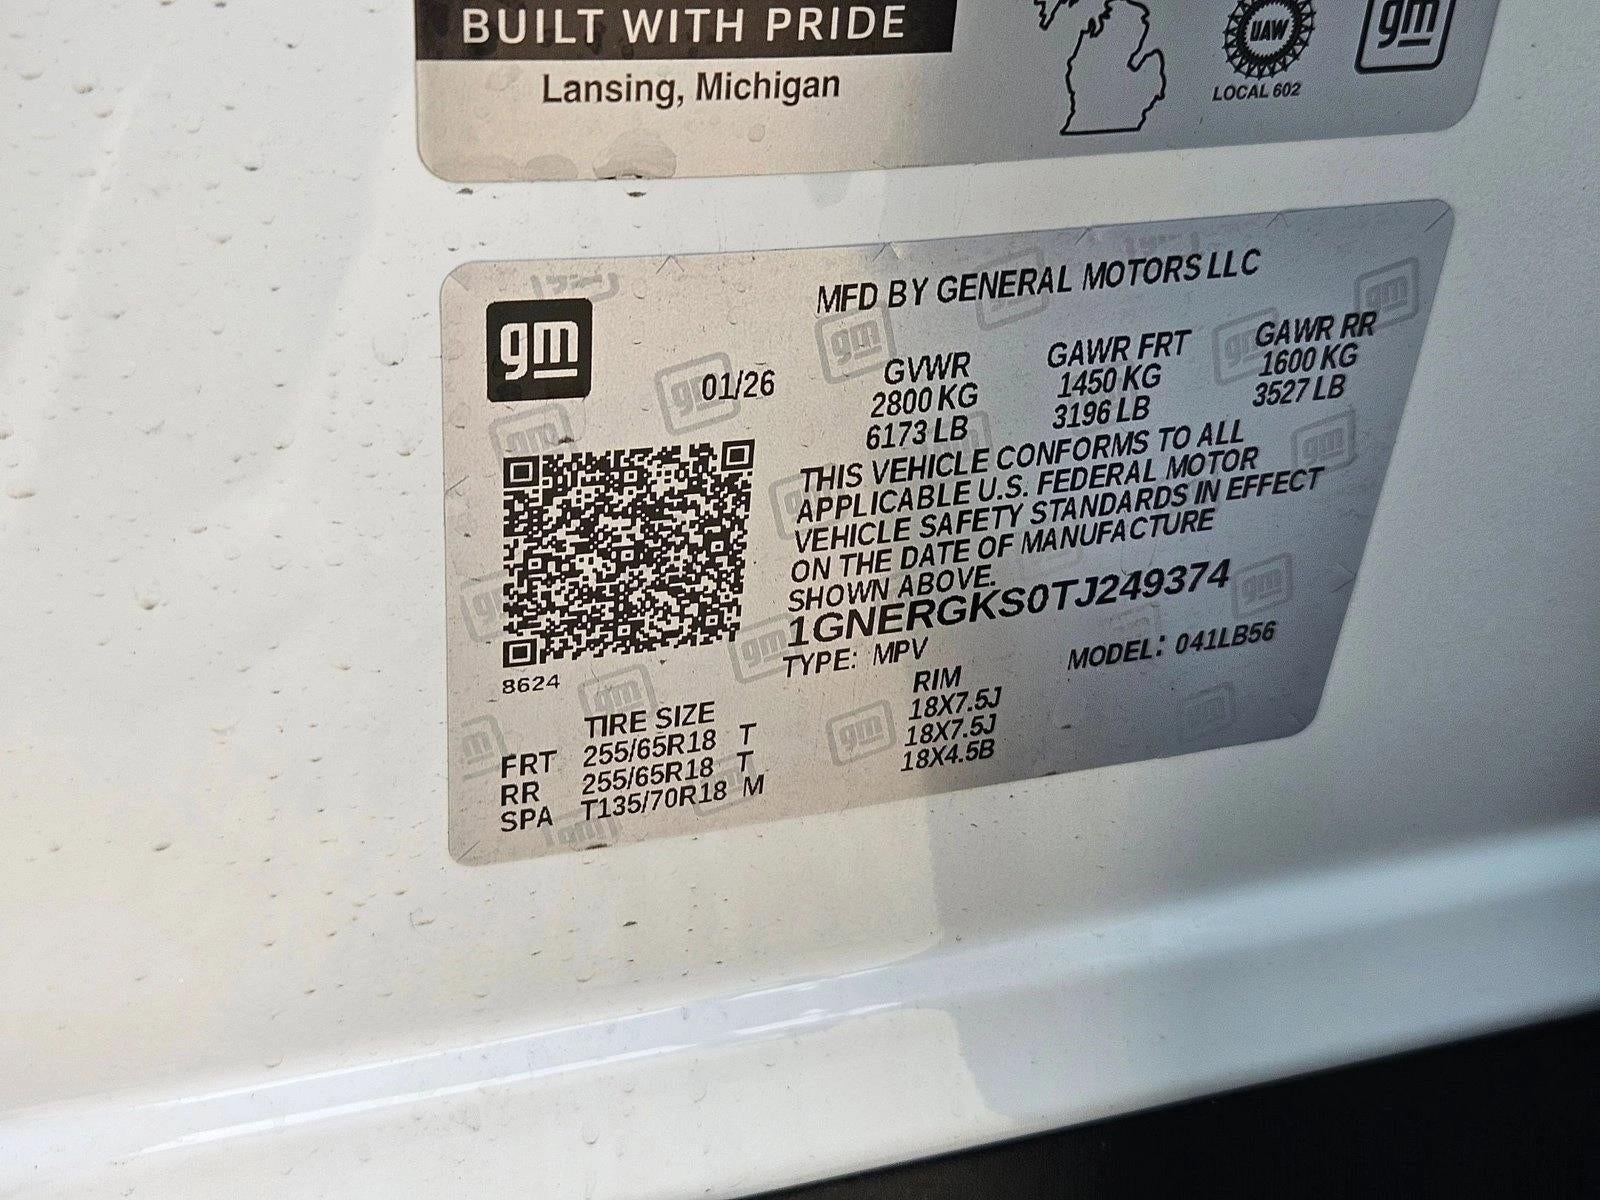 BUILT WITH PRIDE
Lansing, Michigan
UAW
LOCAL 602
gm
gm
MFD BY GENERAL MOTORS LLC
01/26
GVWR GAWR FRT GAWR RR
2800 KG 1450 KG 1600 KG
6173 LB 3196 LB 3527 LB
THIS VEHICLE CONFORMS TO ALL
APPLICABLE U.S. FEDERAL MOTOR
VEHICLE SAFETY STANDARDS IN EFFECT
ON THE DATE OF MANUFACTURE
SHOWN ABOVE.
1GNERGKS0TJ249374
TYPE: MPV MODEL: 041LB56
8624
TIRE SIZE RIM
FRT 255/65R18 T 18X7.5J
RR 255/65R18 T 18X7.5J
SPA T135/70R18 M 18X4.5B